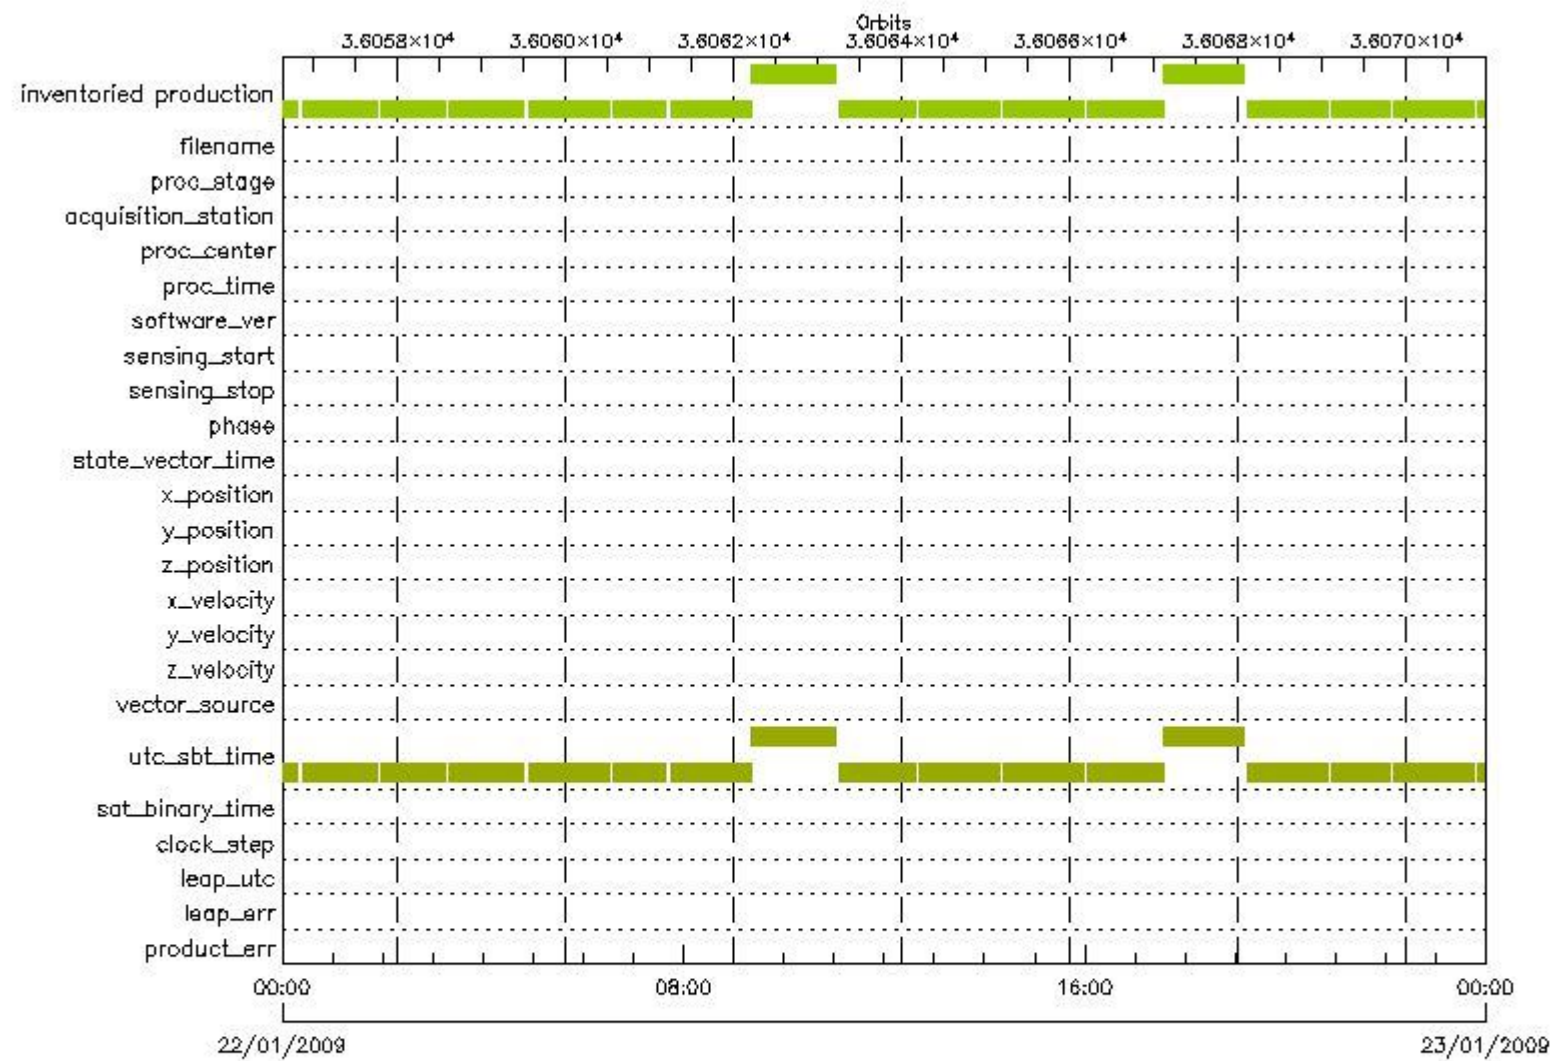 Orbits
3.6058×10⁴ 3.6060×10⁴ 3.6062×10⁴ 3.6064×10⁴ 3.6066×10⁴ 3.6068×10⁴ 3.6070×10⁴
inventoried production
filename
proc_stage
acquisition_station
proc_center
proc_time
software_ver
sensing_start
sensing_stop
phase
state_vector_time
x_position
y_position
z_position
x_velocity
y_velocity
z_velocity
vector_source
utc_sbt_time
sat_binary_time
clock_step
leap_utc
leap_err
product_err
00:00 08:00 16:00 00:00
22/01/2009 23/01/2009